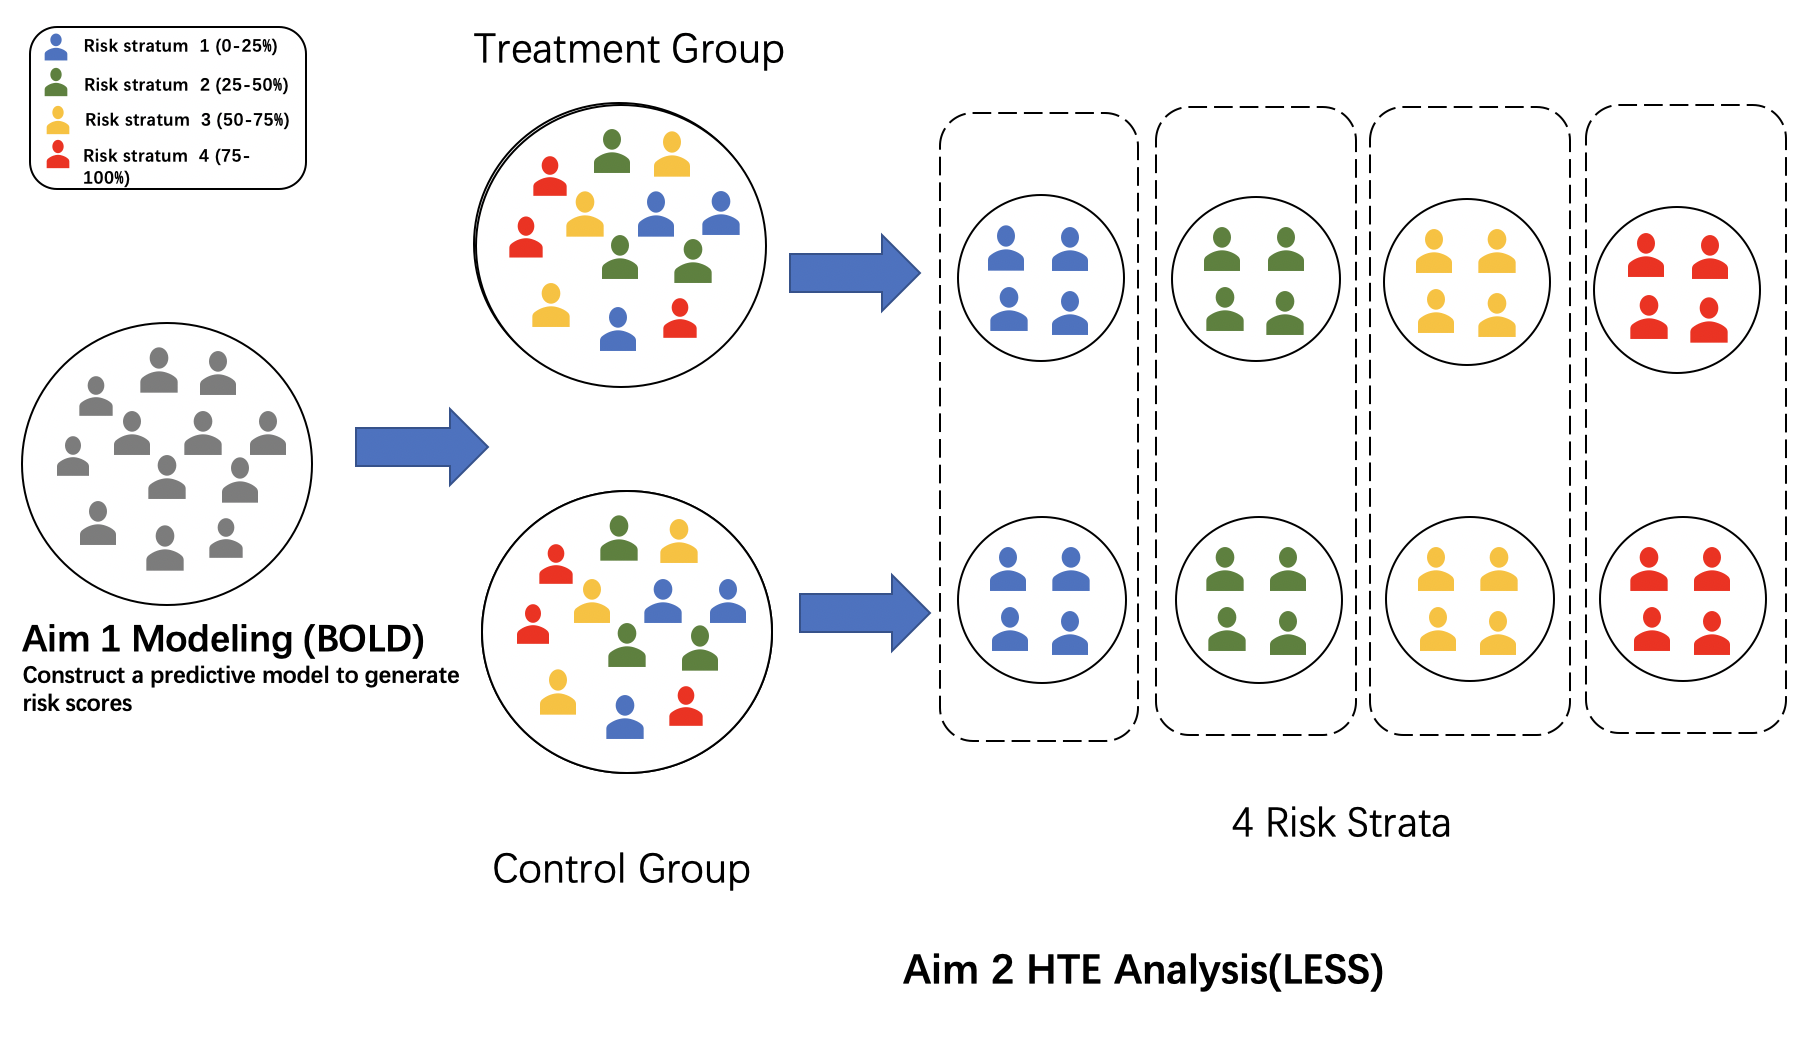 Risk stratum 1 (0-25%)
Risk stratum 2 (25-50%)
Risk stratum 3 (50-75%)
Risk stratum 4 (75-
100%)
Treatment Group
Aim 1 Modeling (BOLD)
Construct a predictive model to generate
risk scores
Control Group
4 Risk Strata
Aim 2 HTE Analysis(LESS)